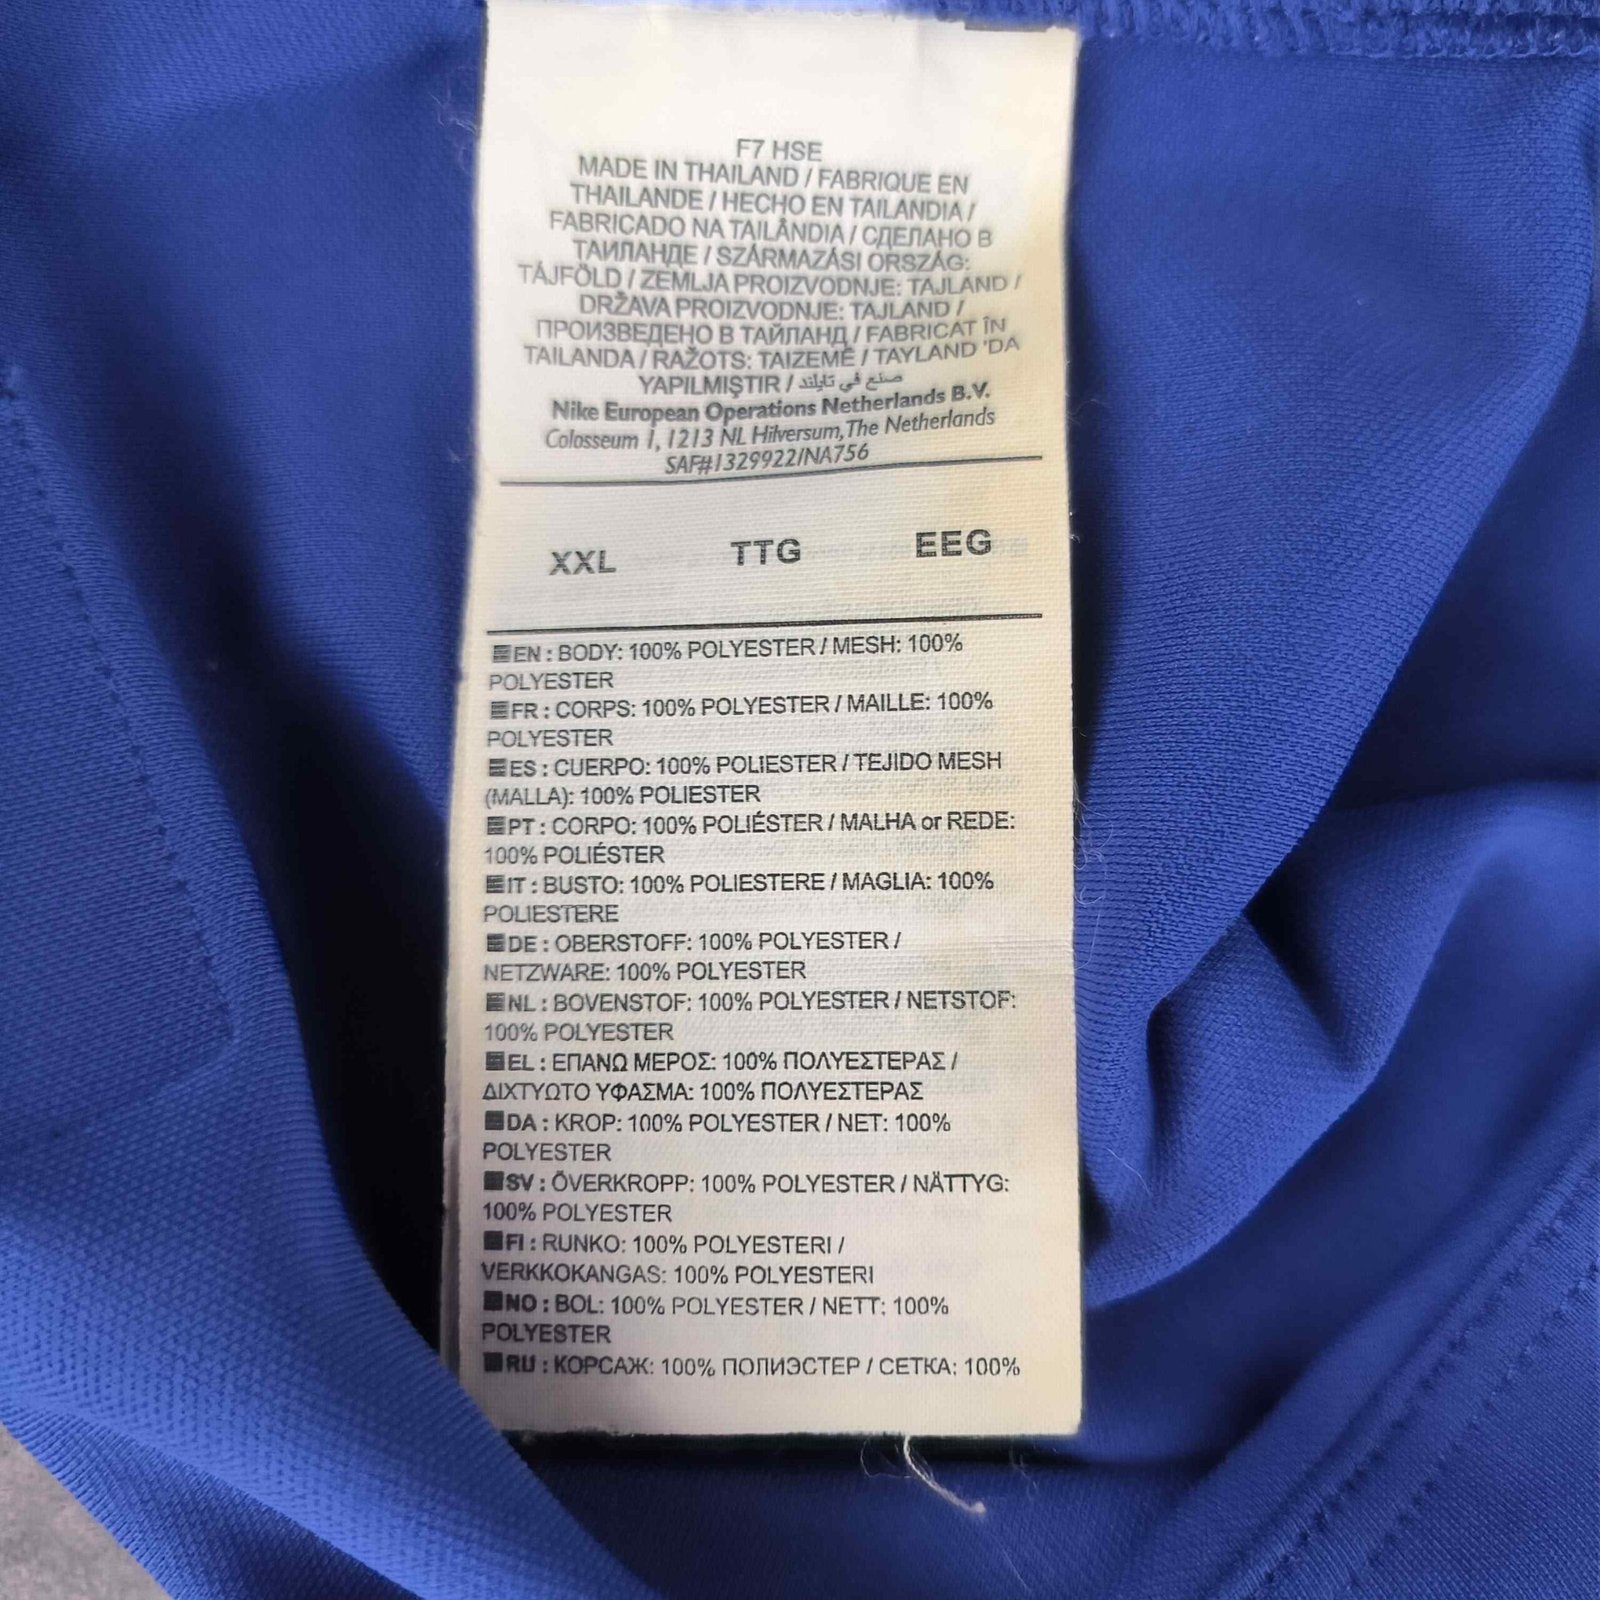 F7 HSE
MADE IN THAILAND / FABRIQUE EN
THAILANDE / HECHO EN TAILANDIA /
FABRICADO NA TAILÂNDIA / СДЕЛАНО В
ТАИЛАНДЕ / SZÁRMAZÁSI ORSZÁG:
TÁJFÖLD / ZEMLJA PROIZVODNJE: TAJLAND /
DRŽAVA PROIZVODNJE: TAJLAND /
ПРОИЗВЕДЕНО В ТАЙЛАНД / FABRICAT ÎN
TAILANDA / RAŽOTS: TAIZEMĒ / TAYLAND 'DA
YAPILMIŞTIR / صنع في تايلند
Nike European Operations Netherlands B.V.
Colosseum 1, 1213 NL Hilversum, The Netherlands
SAF#1329922/NA756
XXL TTG EEG
EN : BODY: 100% POLYESTER / MESH: 100%
POLYESTER
FR : CORPS: 100% POLYESTER / MAILLE: 100%
POLYESTER
ES : CUERPO: 100% POLIESTER / TEJIDO MESH
(MALLA): 100% POLIESTER
PT : CORPO: 100% POLIÉSTER / MALHA or REDE:
100% POLIÉSTER
IT : BUSTO: 100% POLIESTERE / MAGLIA: 100%
POLIESTERE
DE : OBERSTOFF: 100% POLYESTER /
NETZWARE: 100% POLYESTER
NL : BOVENSTOF: 100% POLYESTER / NETSTOF:
100% POLYESTER
EL : ΕΠΑΝΩ ΜΕΡΟΣ: 100% ΠΟΛΥΕΣΤΕΡΑΣ /
ΔΙΧΤΥΩΤΟ ΥΦΑΣΜΑ: 100% ΠΟΛΥΕΣΤΕΡΑΣ
DA : KROP: 100% POLYESTER / NET: 100%
POLYESTER
SV : ÖVERKROPP: 100% POLYESTER / NÄTTYG:
100% POLYESTER
FI : RUNKO: 100% POLYESTERI /
VERKKOKANGAS: 100% POLYESTERI
NO : BOL: 100% POLYESTER / NETT: 100%
POLYESTER
RU : КОРСАЖ: 100% ПОЛИЭСТЕР / СЕТКА: 100%